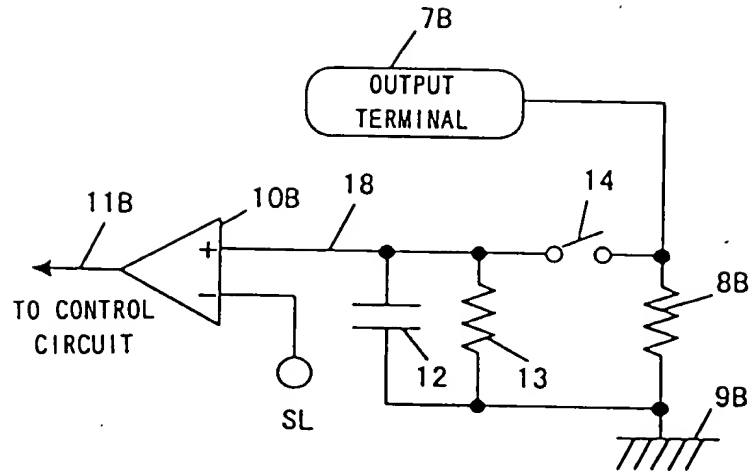 7B
OUTPUT
TERMINAL
14
18
11B
10B
+
−
8B
TO CONTROL
CIRCUIT
12
13
SL
9B